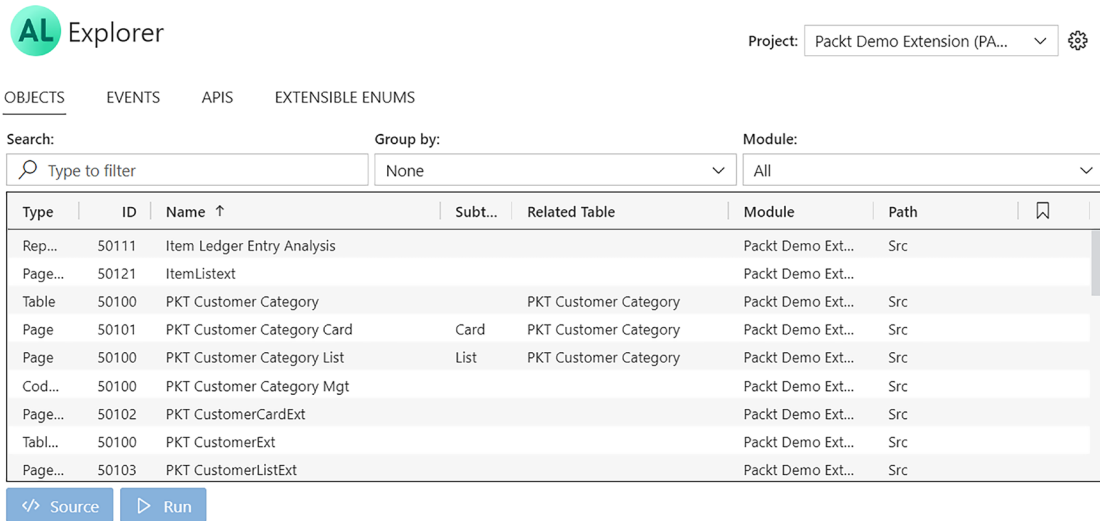 AL Explorer
Project: Packt Demo Extension (PA...
OBJECTS EVENTS APIS EXTENSIBLE ENUMS
Search: Group by: Module:
Type to filter None All
Type ID Name ↑ Subt... Related Table Module Path
Rep... 50111 Item Ledger Entry Analysis Packt Demo Ext... Src
Page... 50121 ItemListext Packt Demo Ext...
Table 50100 PKT Customer Category PKT Customer Category Packt Demo Ext... Src
Page 50101 PKT Customer Category Card Card PKT Customer Category Packt Demo Ext... Src
Page 50100 PKT Customer Category List List PKT Customer Category Packt Demo Ext... Src
Cod... 50100 PKT Customer Category Mgt Packt Demo Ext... Src
Page... 50102 PKT CustomerCardExt Packt Demo Ext... Src
Tabl... 50100 PKT CustomerExt Packt Demo Ext... Src
Page... 50103 PKT CustomerListExt Packt Demo Ext... Src
</> Source Run